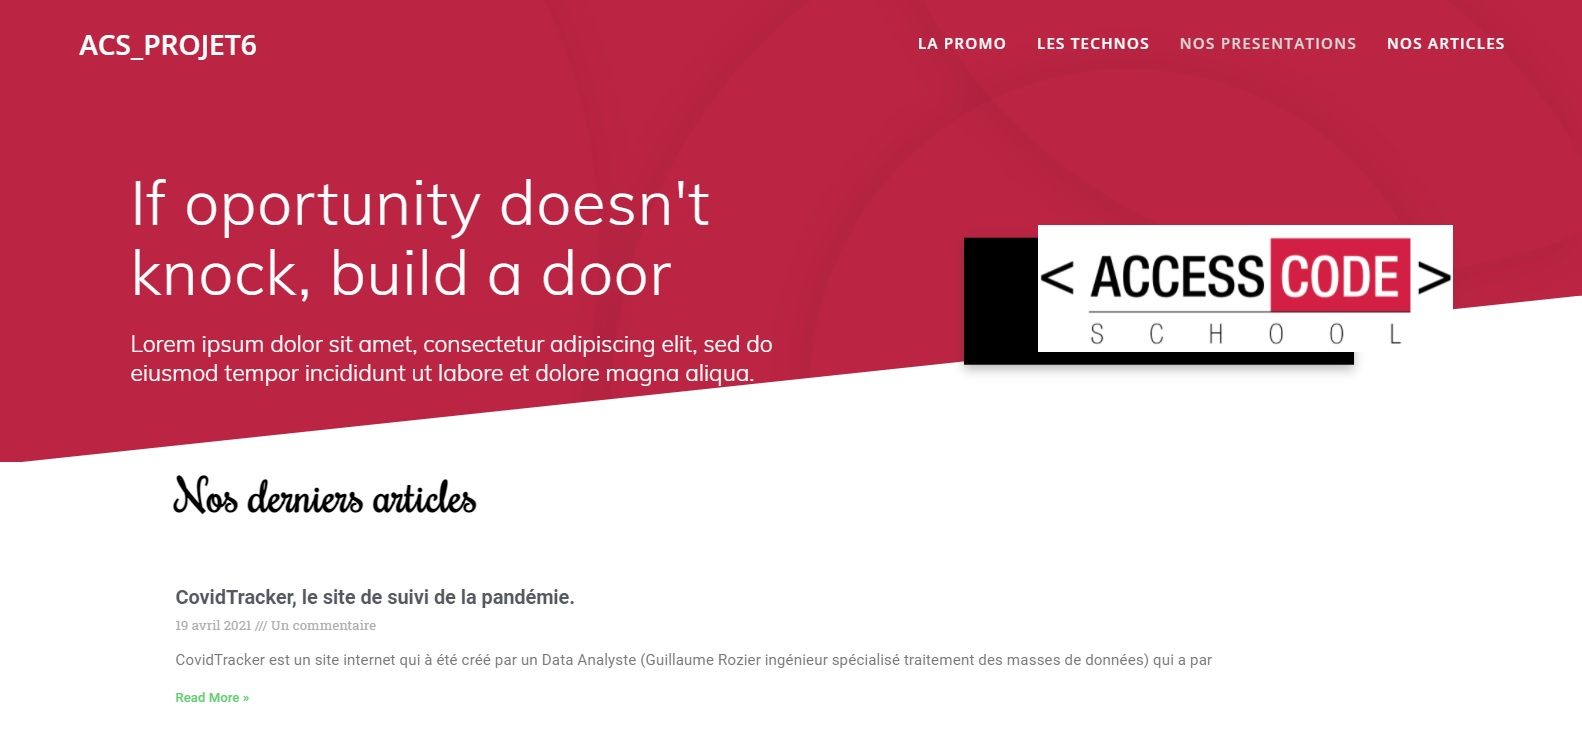 ACS_PROJET6
LA PROMO LES TECHNOS NOS PRESENTATIONS NOS ARTICLES
If oportunity doesn't
knock, build a door
Lorem ipsum dolor sit amet, consectetur adipiscing elit, sed do
eiusmod tempor incididunt ut labore et dolore magna aliqua.
< ACCESS CODE >
SCHOOL
Nos derniers articles
CovidTracker, le site de suivi de la pandémie.
19 avril 2021 /// Un commentaire
CovidTracker est un site internet qui à été créé par un Data Analyste (Guillaume Rozier ingénieur spécialisé traitement des masses de données) qui a par
Read More »